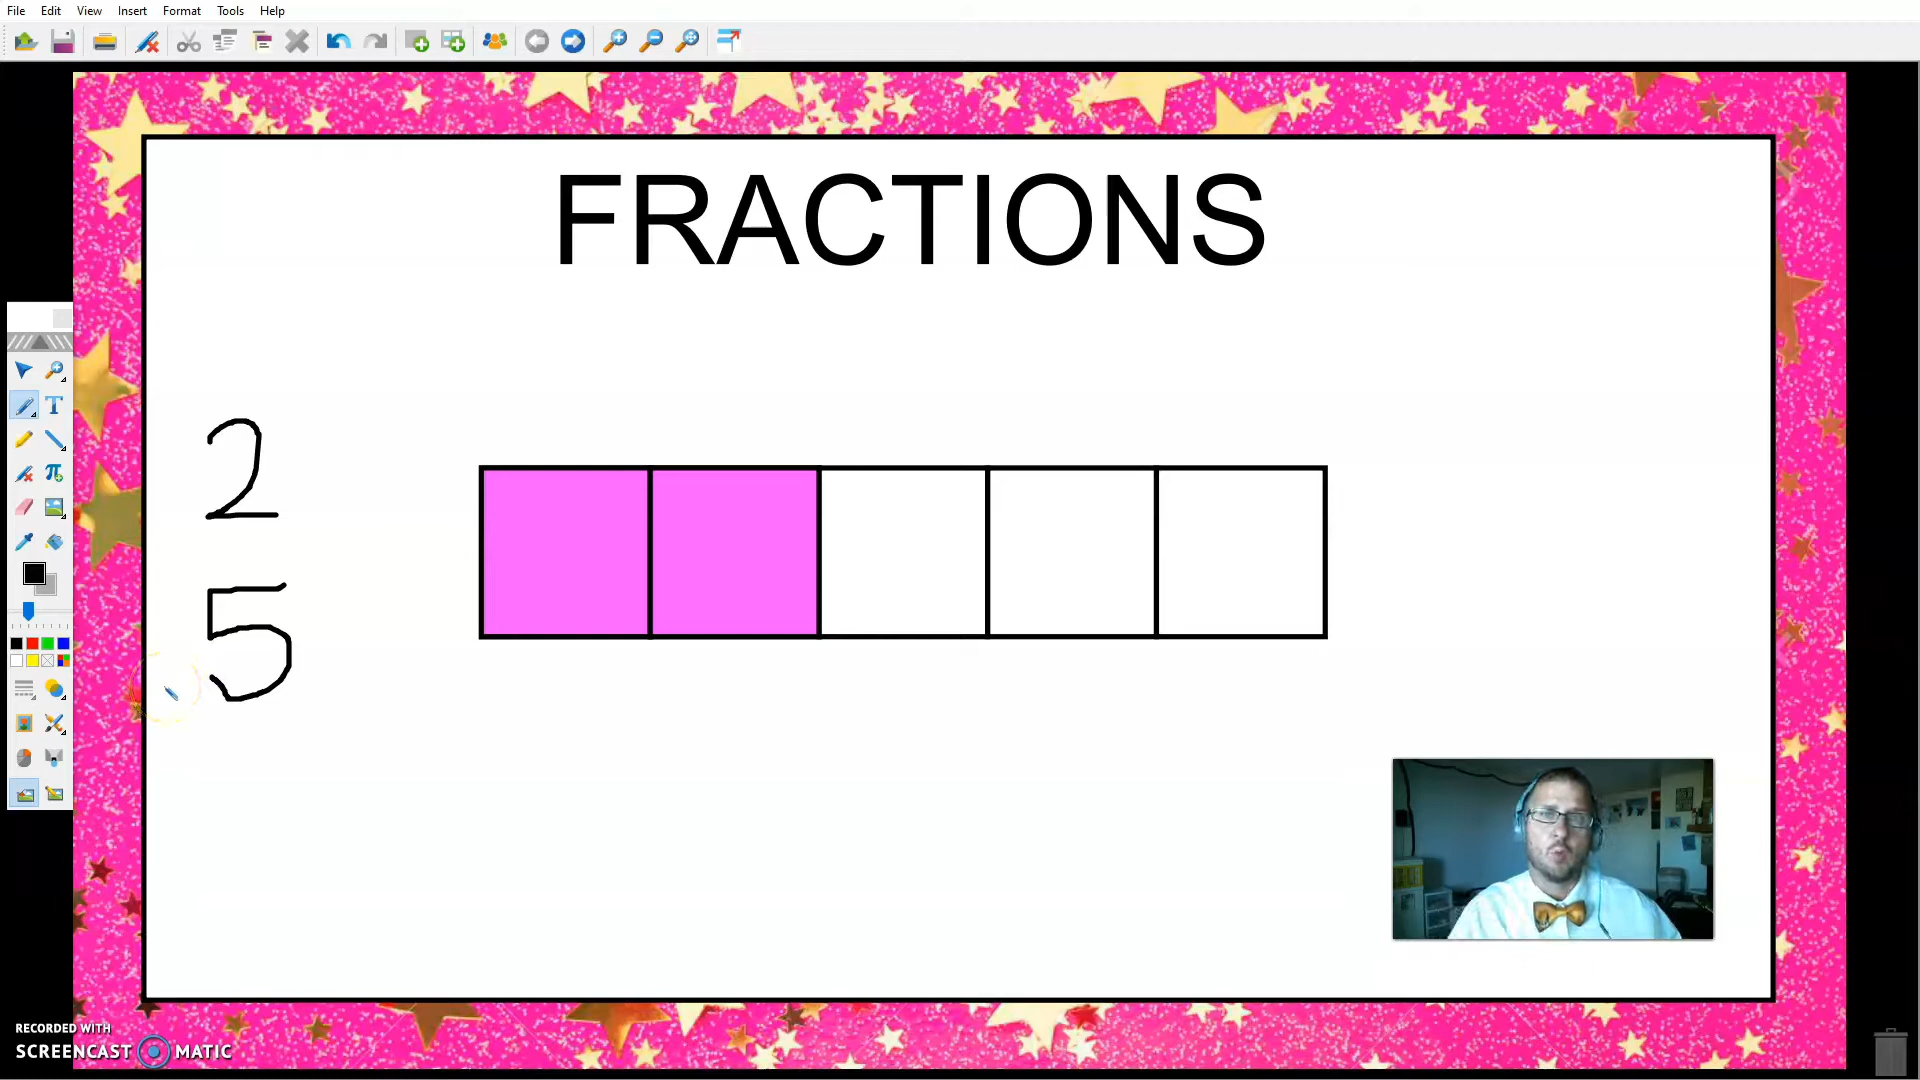 File Edit View Insert Format Tools Help
FRACTIONS
2
5
RECORDED WITH
SCREENCAST MATIC